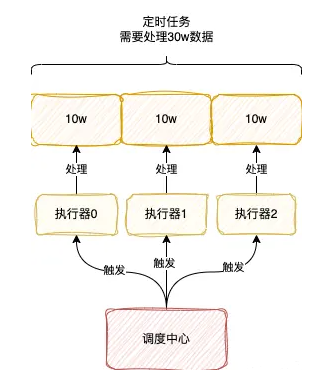 定时任务
需要处理30w数据
10w
10w
10w
处理
处理
处理
执行器0
执行器1
执行器2
触发
触发
触发
调度中心